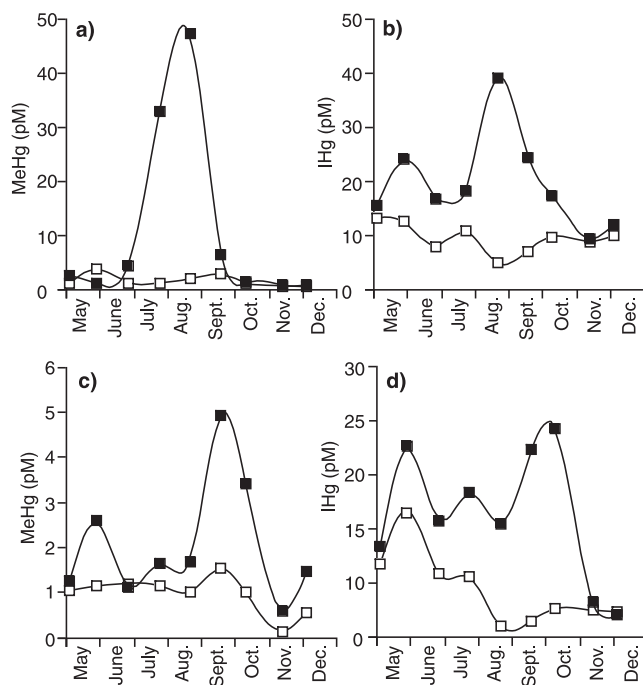 a)
MeHg (pM)
50
40
30
20
10
0
May
June
July
Aug.
Sept.
Oct.
Nov.
Dec.
b)
IHg (pM)
50
40
30
20
10
0
May
June
July
Aug.
Sept.
Oct.
Nov.
Dec.
c)
MeHg (pM)
6
5
4
3
2
1
0
May
June
July
Aug.
Sept.
Oct.
Nov.
Dec.
d)
IHg (pM)
30
25
20
15
10
0
May
June
July
Aug.
Sept.
Oct.
Nov.
Dec.